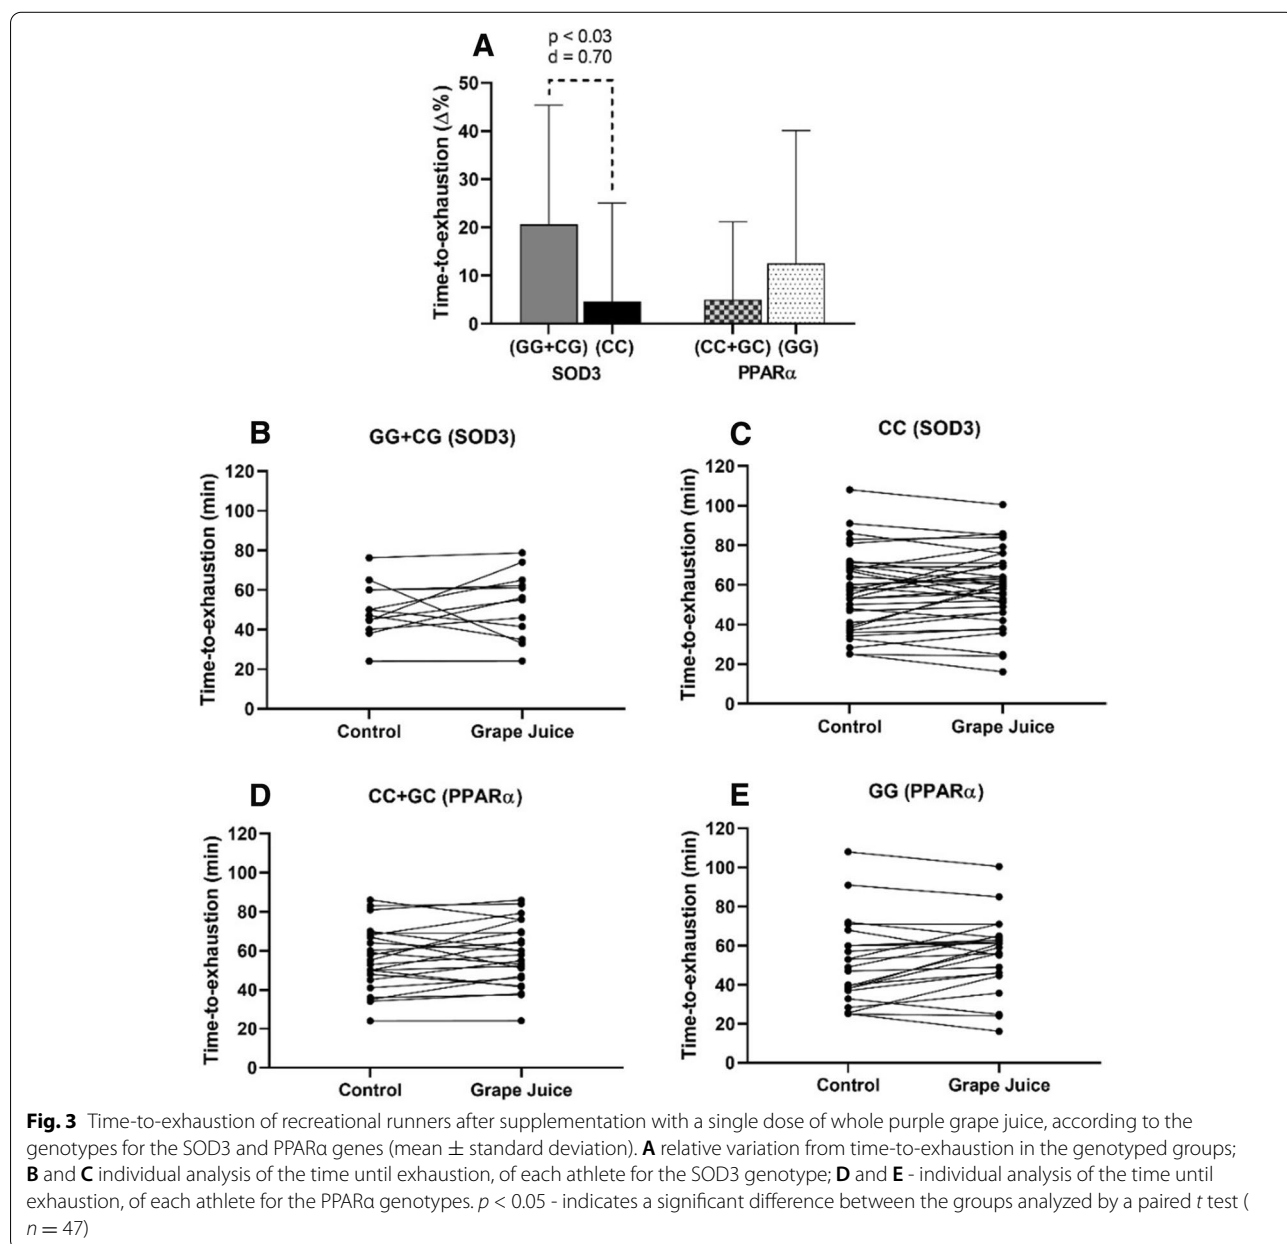 A
p < 0.03
d = 0.70
Time-to-exhaustion (Δ%)
50
40
30
20
10
0
(GG+CG) (CC) (CC+GC) (GG)
SOD3 PPARα
B
GG+CG (SOD3)
Time-to-exhaustion (min)
120
100
80
60
40
20
0
Control Grape Juice
C
CC (SOD3)
Time-to-exhaustion (min)
120
100
80
60
40
20
0
Control Grape Juice
D
CC+GC (PPARα)
Time-to-exhaustion (min)
120
100
80
60
40
20
0
Control Grape Juice
E
GG (PPARα)
Time-to-exhaustion (min)
120
100
80
60
40
20
0
Control Grape Juice
Fig. 3 Time-to-exhaustion of recreational runners after supplementation with a single dose of whole purple grape juice, according to the
genotypes for the SOD3 and PPARα genes (mean ± standard deviation). A relative variation from time-to-exhaustion in the genotyped groups;
B and C individual analysis of the time until exhaustion, of each athlete for the SOD3 genotype; D and E - individual analysis of the time until
exhaustion, of each athlete for the PPARα genotypes. p < 0.05 - indicates a significant difference between the groups analyzed by a paired t test (
n = 47)